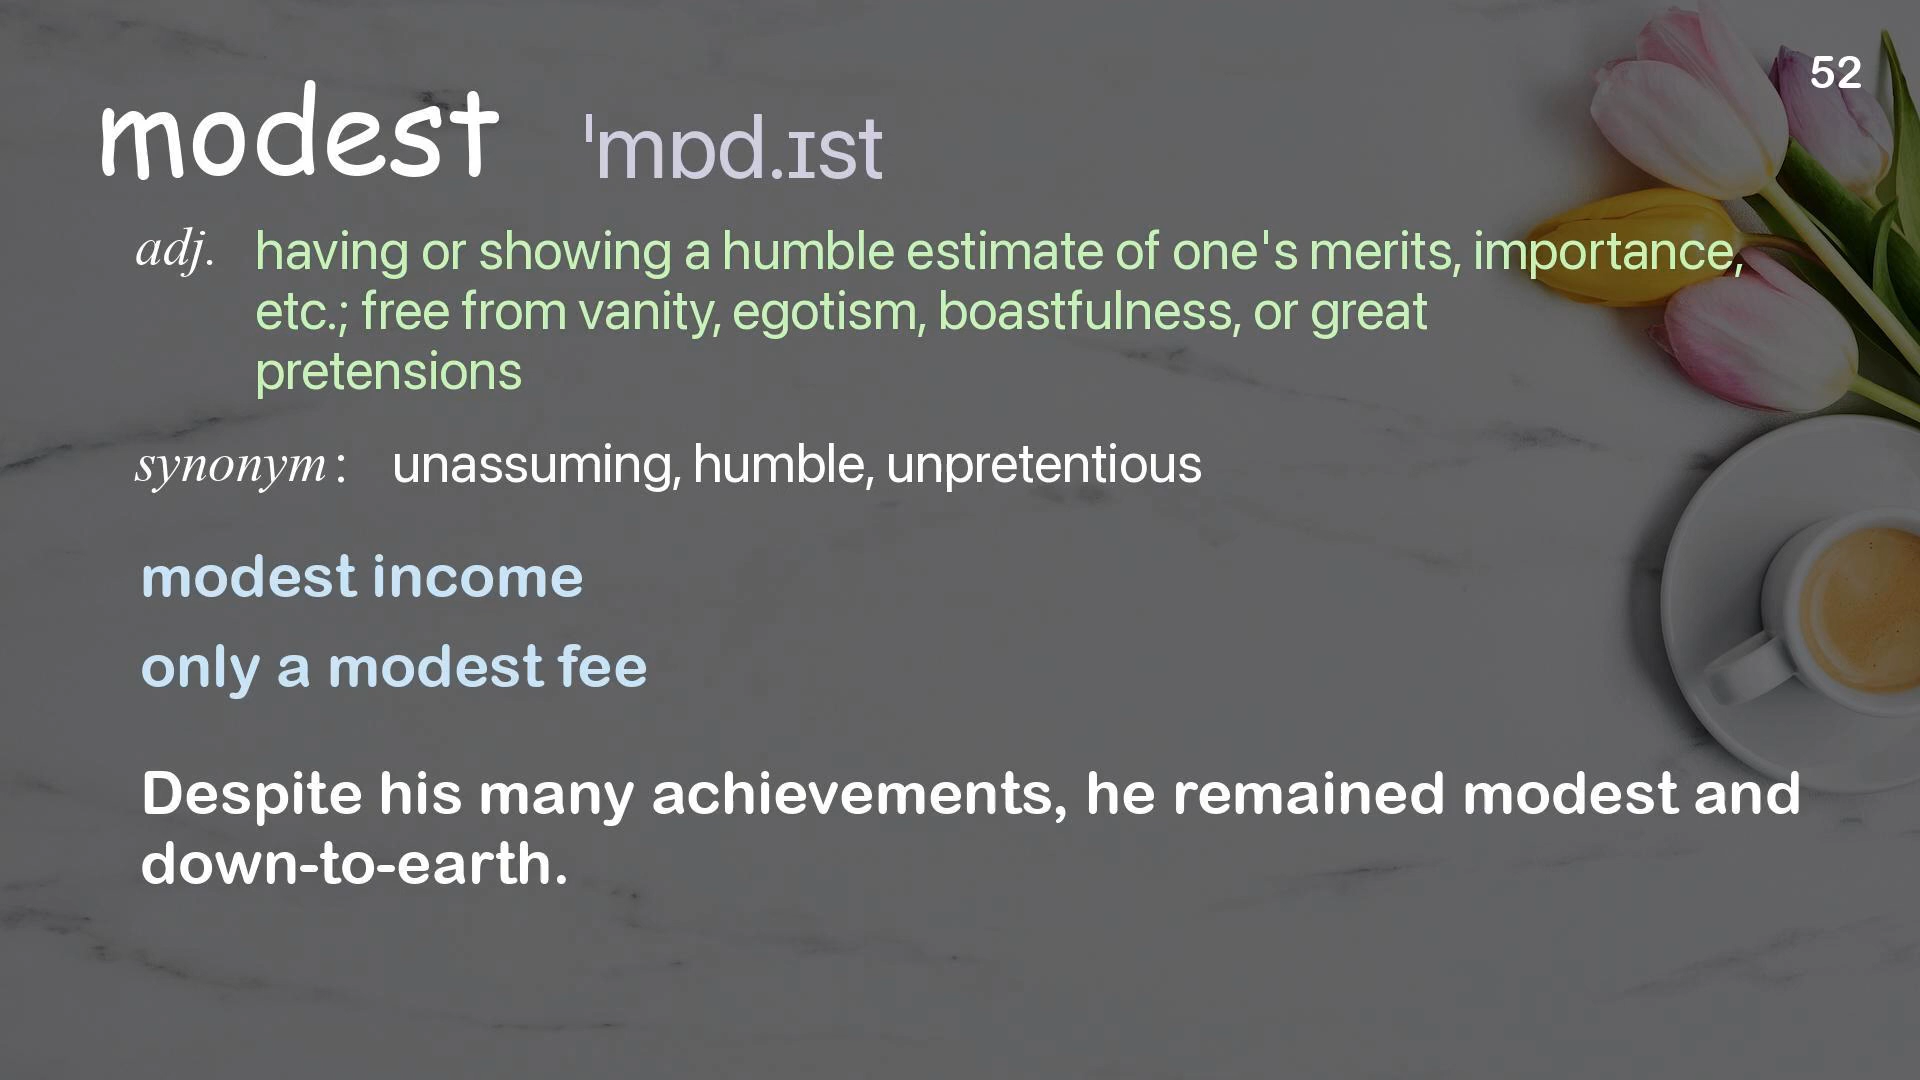 52
modest ˈmɒd.ɪst
adj. having or showing a humble estimate of one's merits, importance,
etc.; free from vanity, egotism, boastfulness, or great
pretensions
synonym: unassuming, humble, unpretentious
modest income
only a modest fee
Despite his many achievements, he remained modest and
down-to-earth.